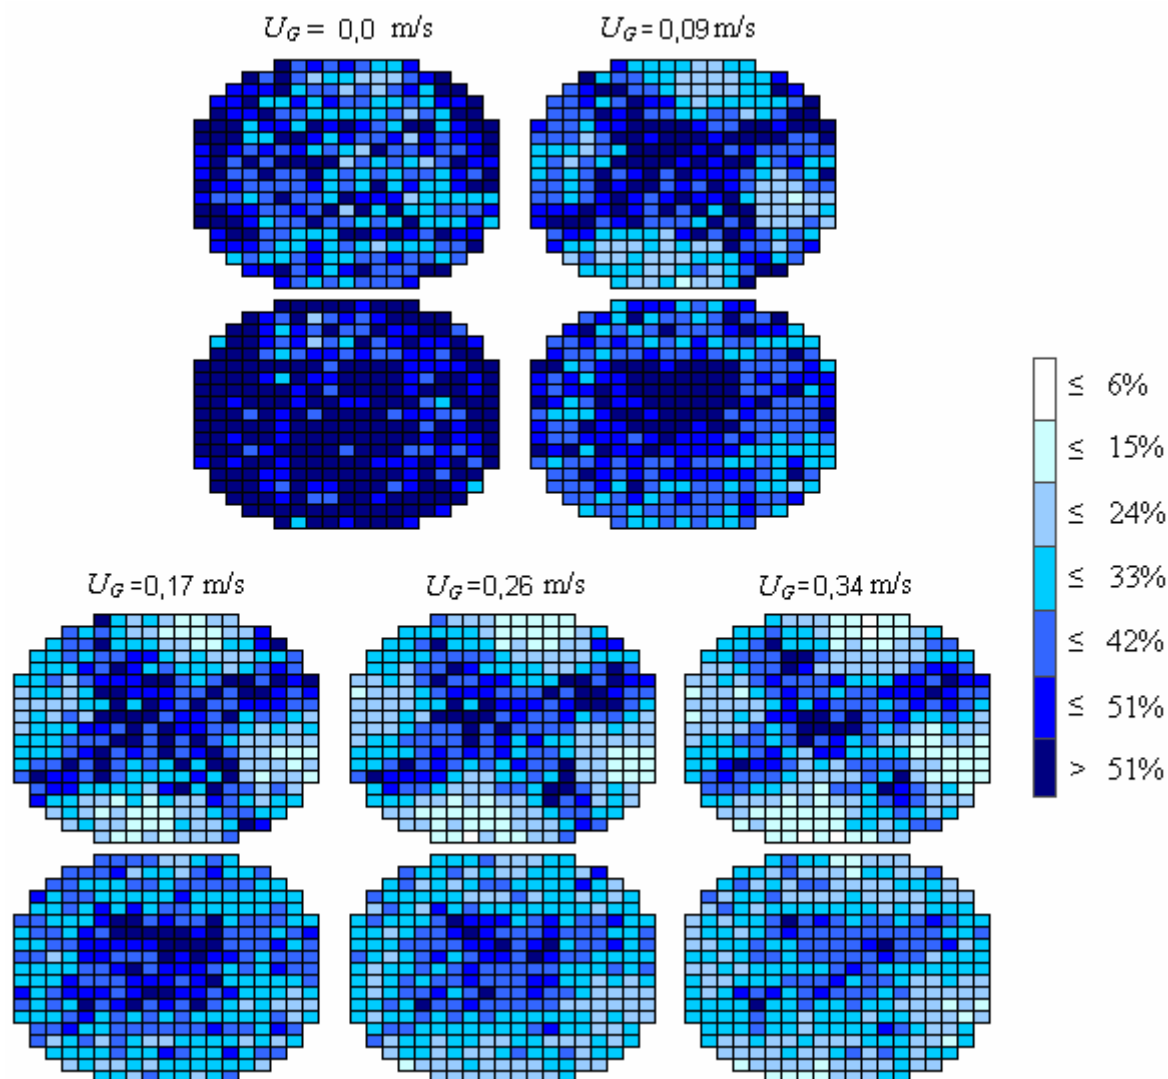 U_G = 0,0 m/s
U_G = 0,09 m/s
≤ 6%
≤ 15%
≤ 24%
≤ 33%
≤ 42%
≤ 51%
> 51%
U_G =0,17 m/s
U_G =0,26 m/s
U_G =0,34 m/s